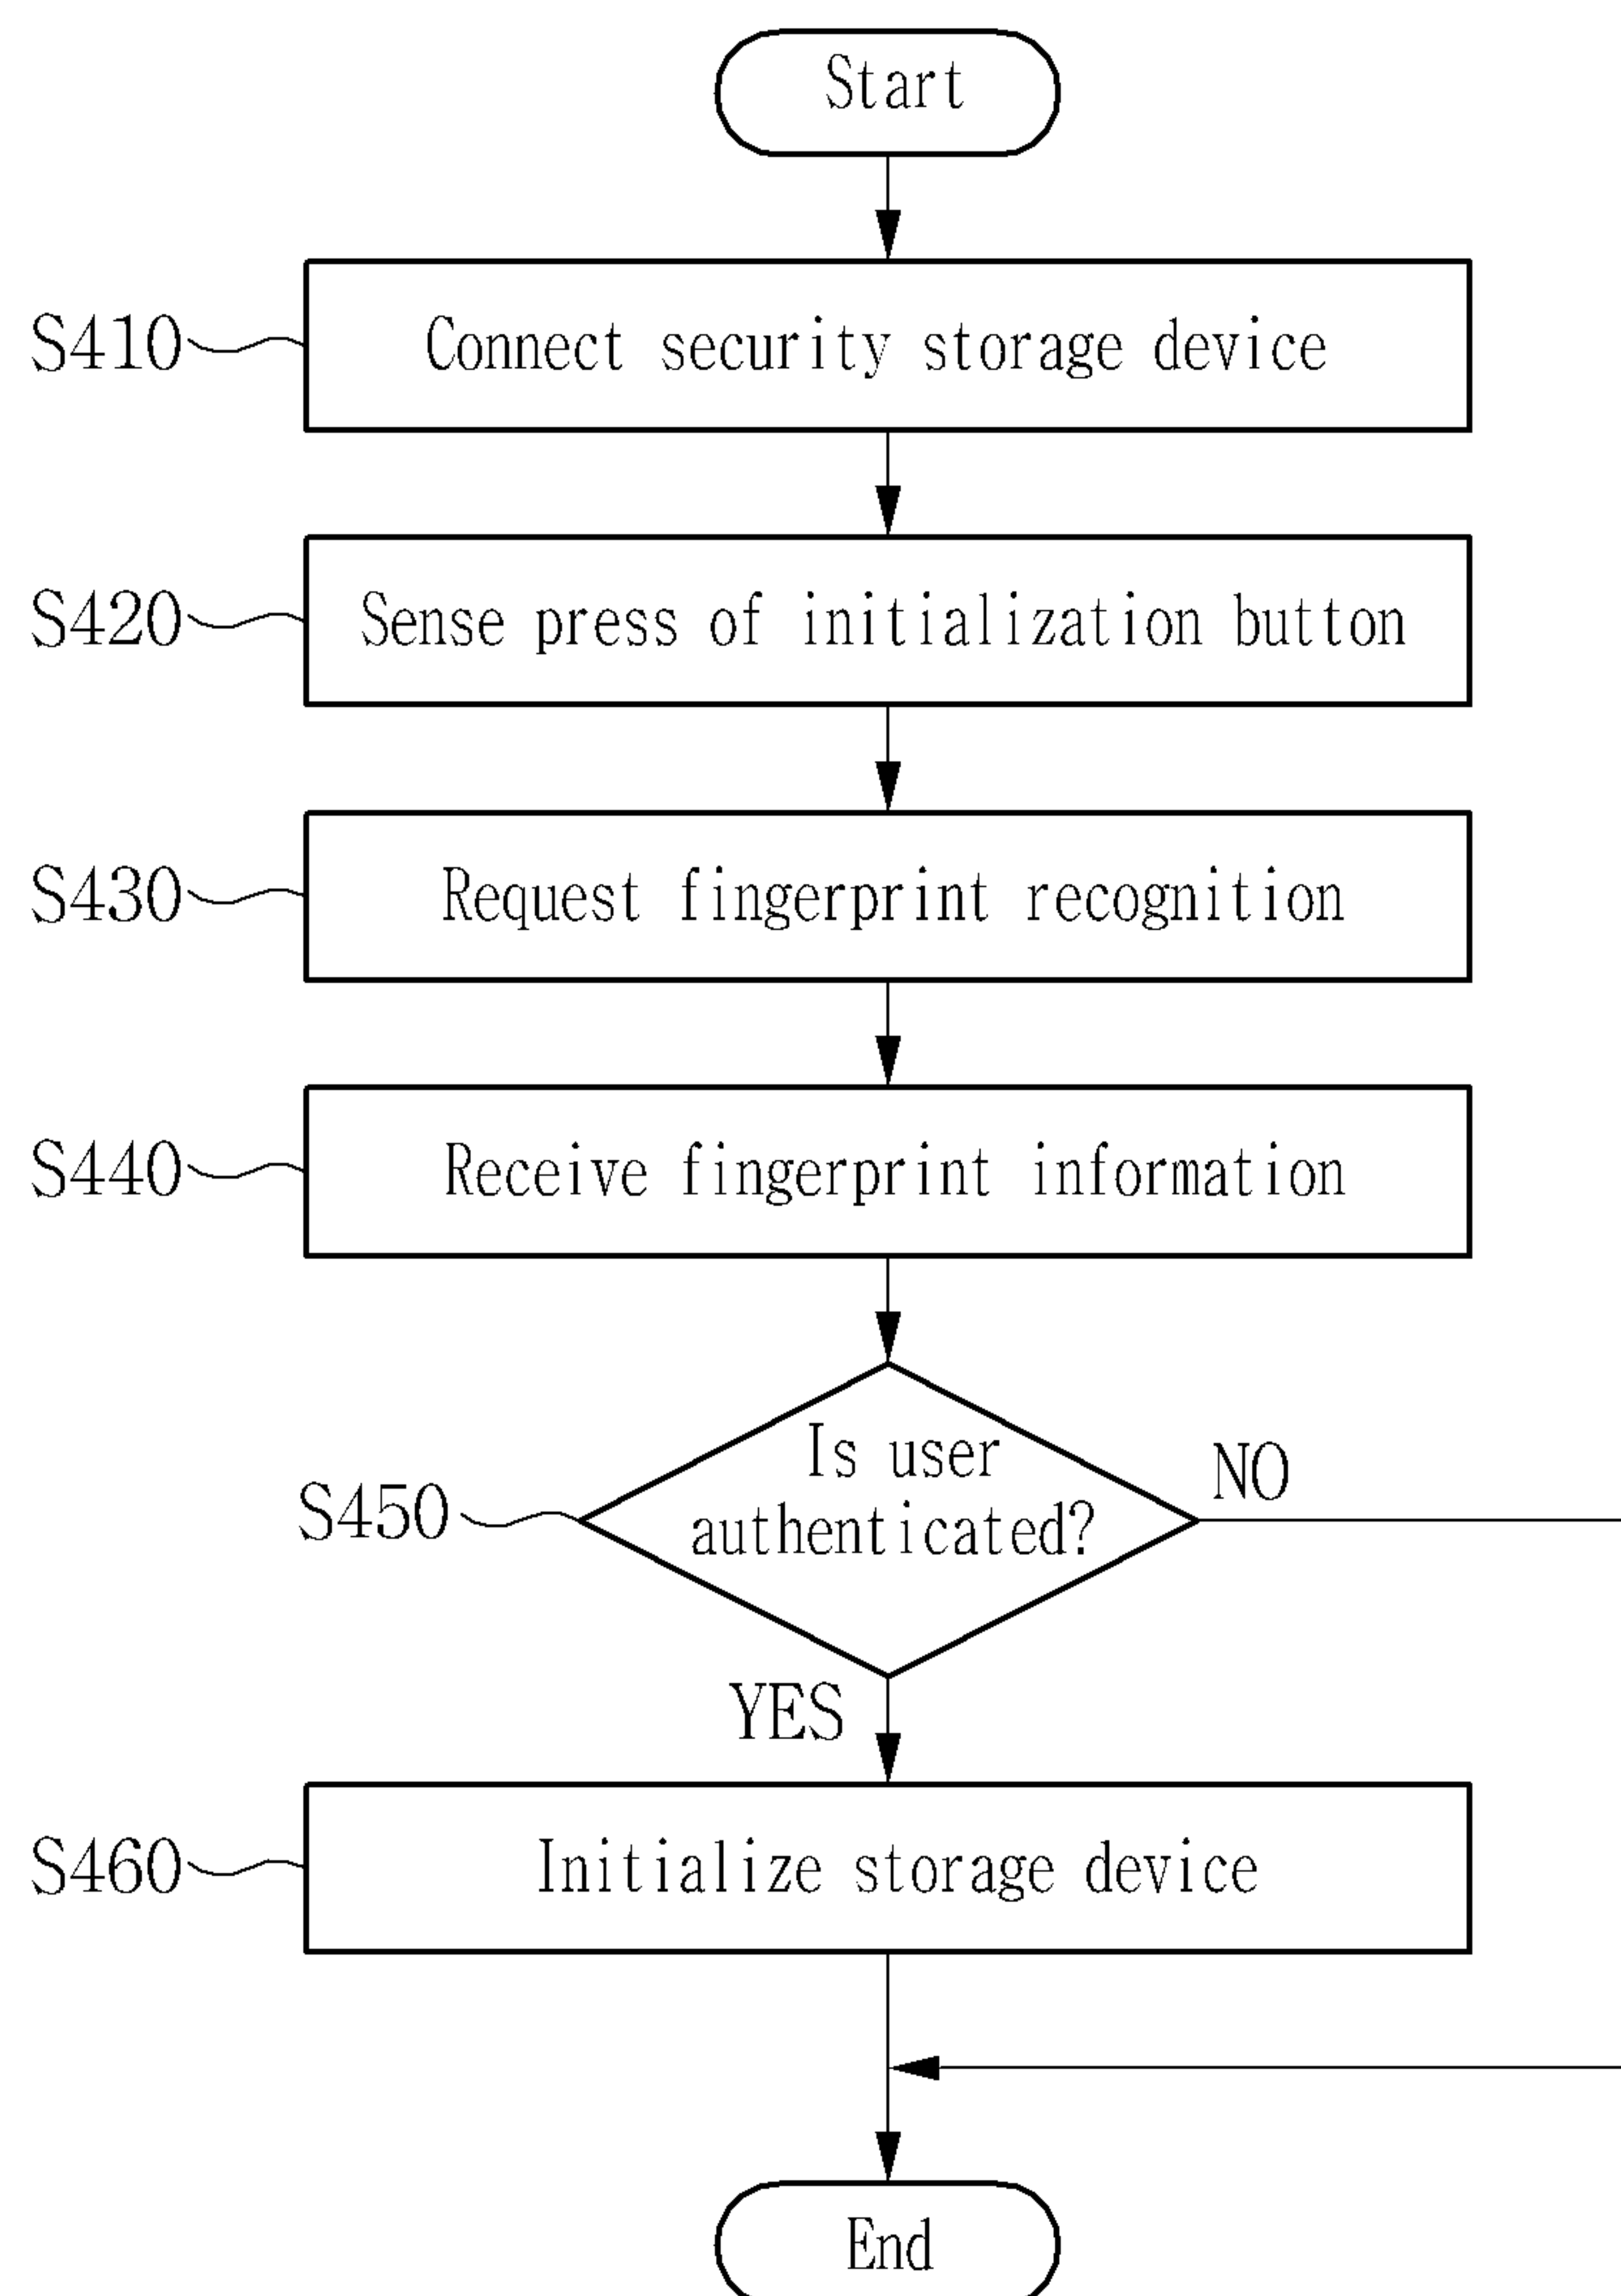 Start
S410
Connect security storage device
S420
Sense press of initialization button
S430
Request fingerprint recognition
S440
Receive fingerprint information
S450
Is user
authenticated?
NO
YES
S460
Initialize storage device
End